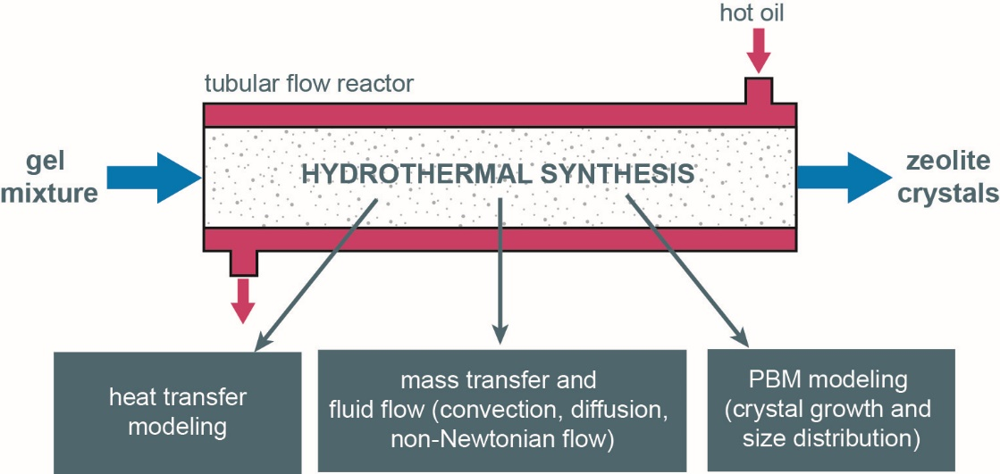 hot oil
tubular flow reactor
gel
mixture
HYDROTHERMAL SYNTHESIS
zeolite
crystals
heat transfer
modeling
mass transfer and
fluid flow (convection, diffusion,
non-Newtonian flow)
PBM modeling
(crystal growth and
size distribution)